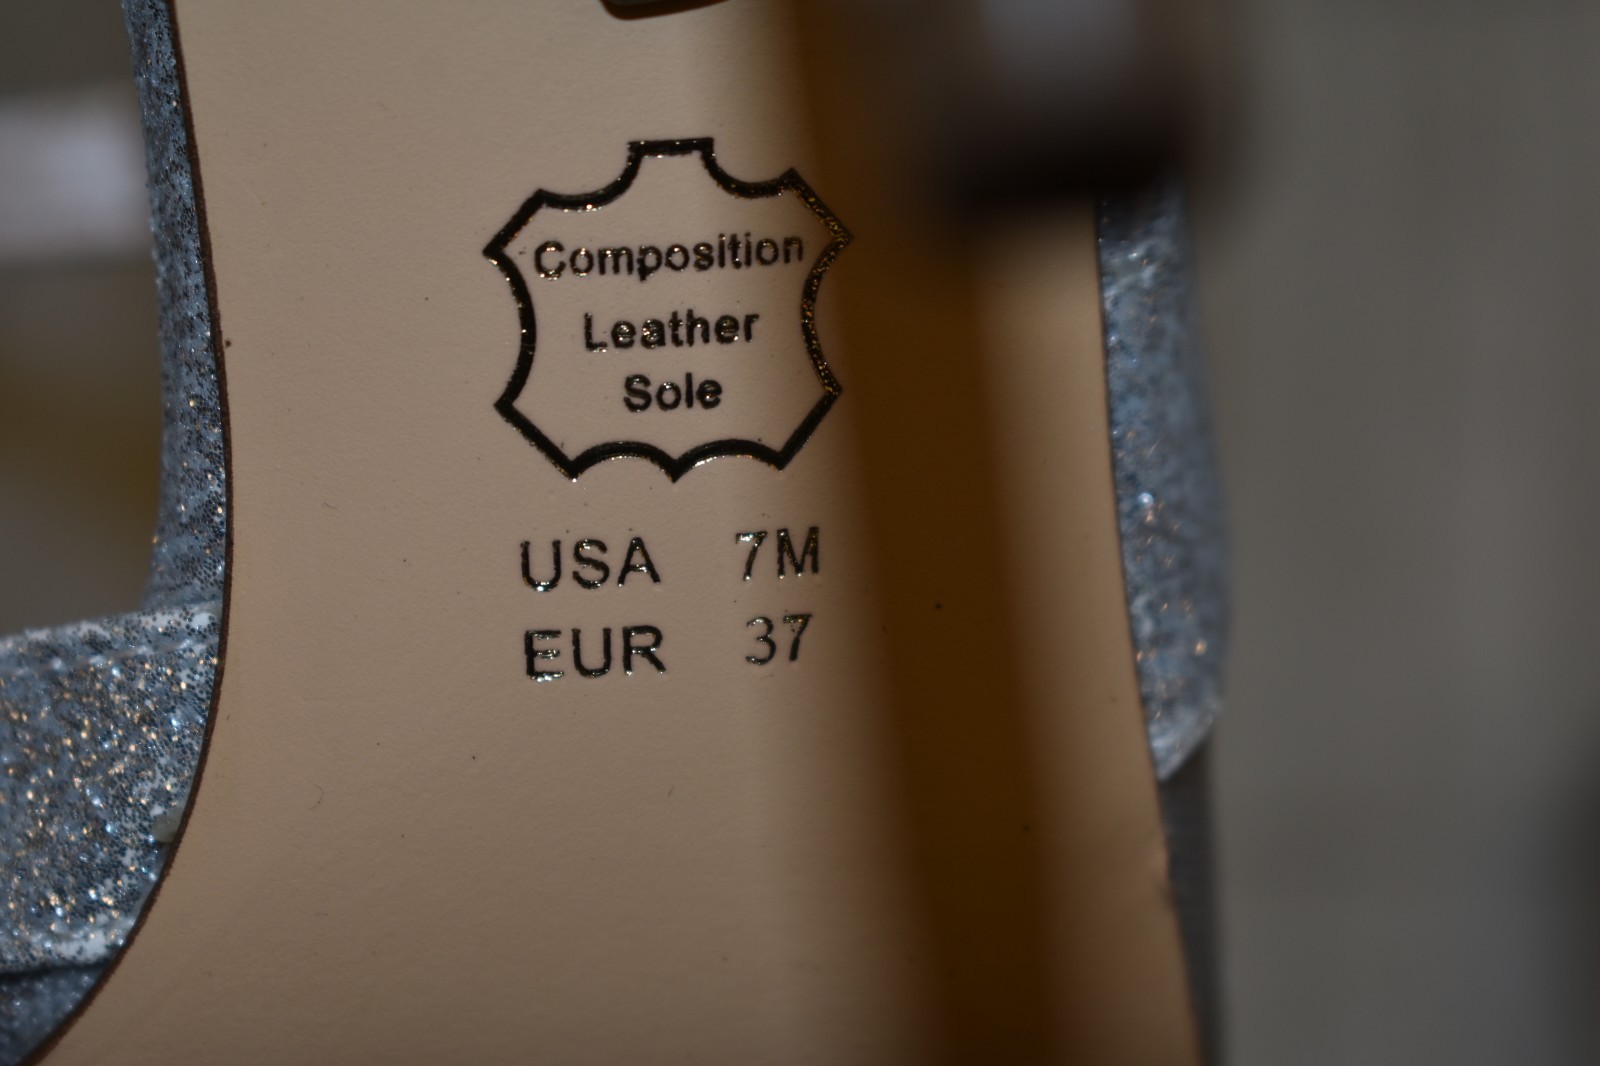 Composition
Leather
Sole
USA 7M
EUR 37